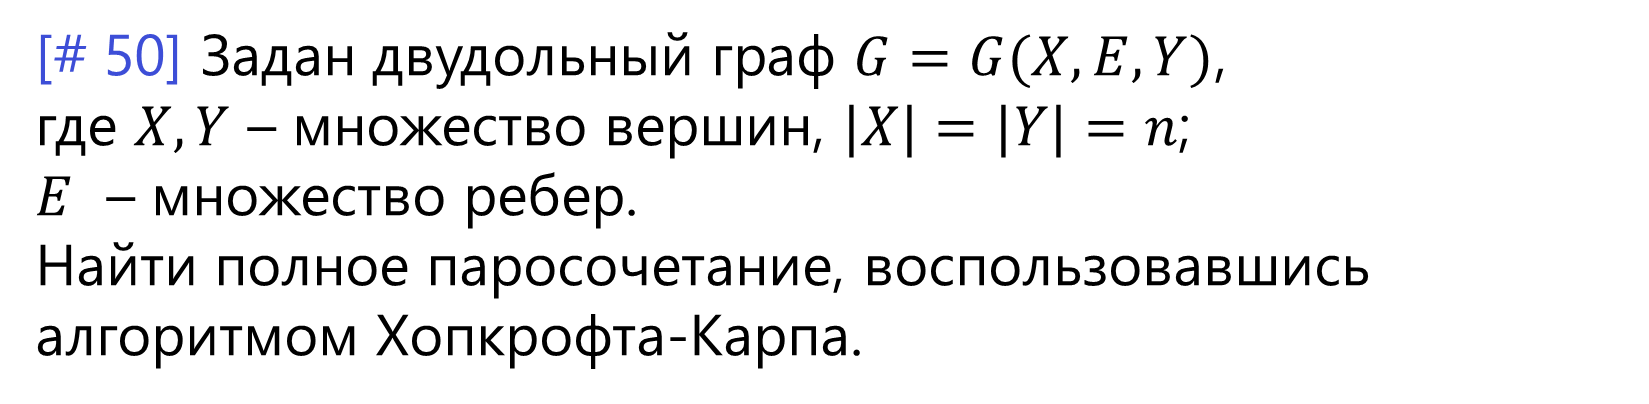 [# 50] Задан двудольный граф G = G(X, E, Y),
где X, Y – множество вершин, |X| = |Y| = n;
E – множество ребер.
Найти полное паросочетание, воспользовавшись
алгоритмом Хопкрофта-Карпа.